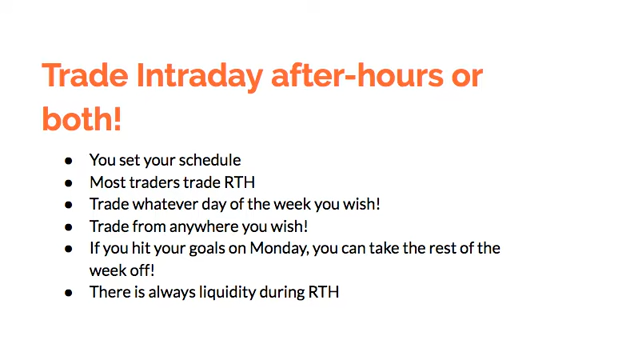 Trade Intraday after-hours or
both!
● You set your schedule
● Most traders trade RTH
● Trade whatever day of the week you wish!
● Trade from anywhere you wish!
● If you hit your goals on Monday, you can take the rest of the
week off!
● There is always liquidity during RTH